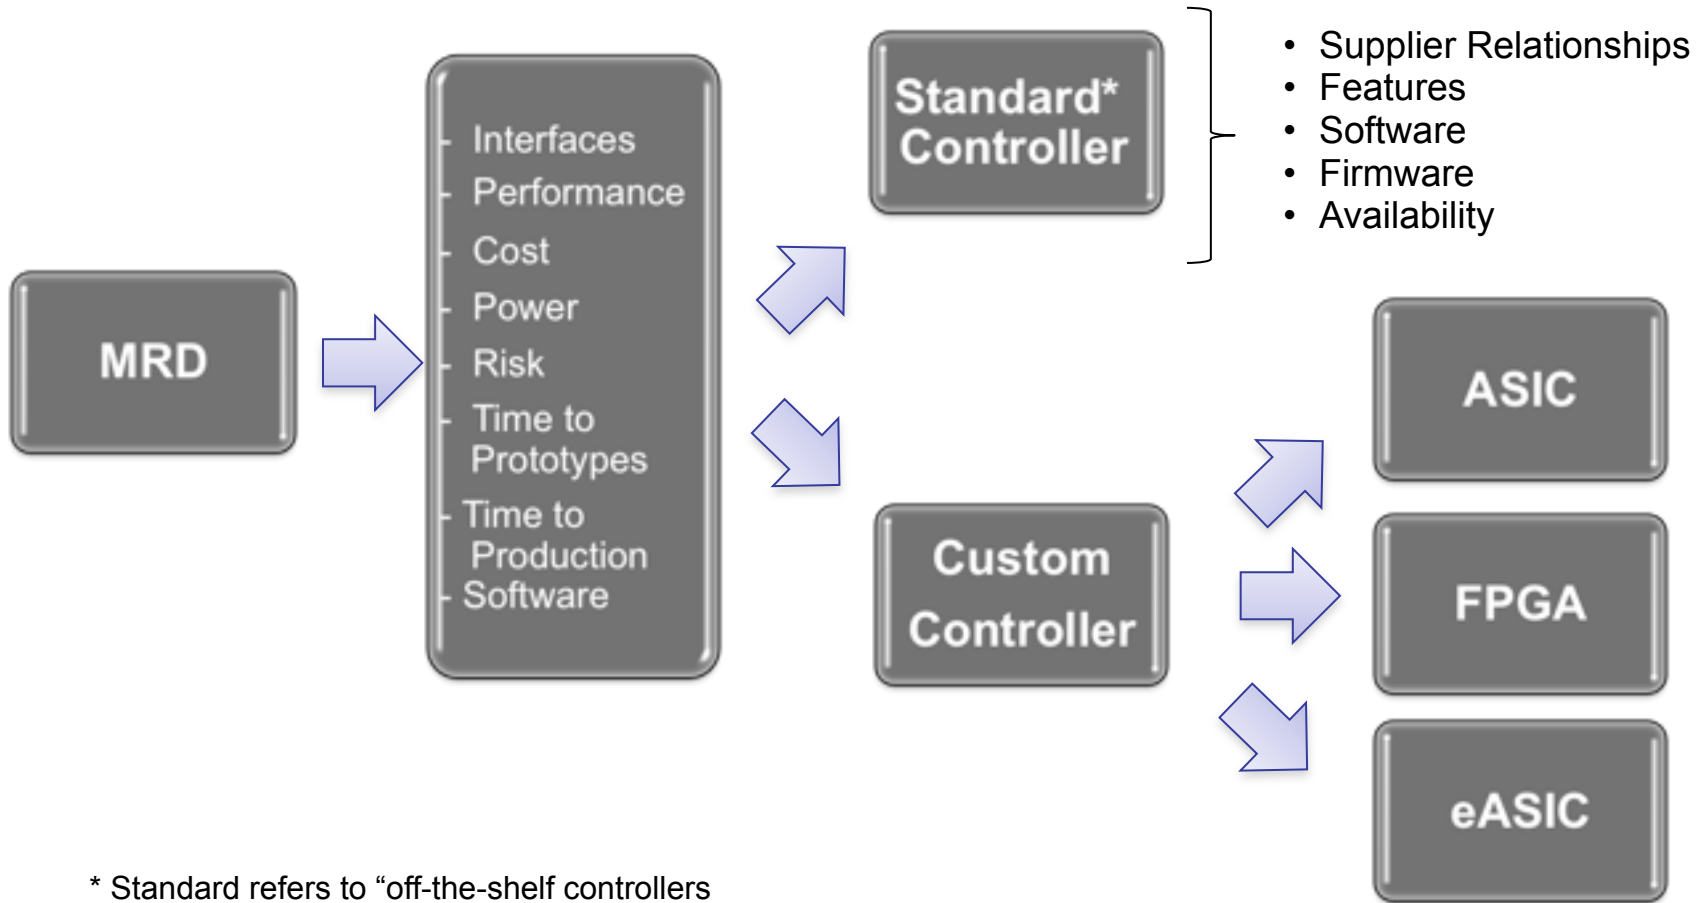 MRD
- Interfaces
- Performance
- Cost
- Power
- Risk
- Time to
Prototypes
- Time to
Production
- Software
Standard*
Controller
• Supplier Relationships
• Features
• Software
• Firmware
• Availability
Custom
Controller
ASIC
FPGA
eASIC
* Standard refers to “off-the-shelf controllers